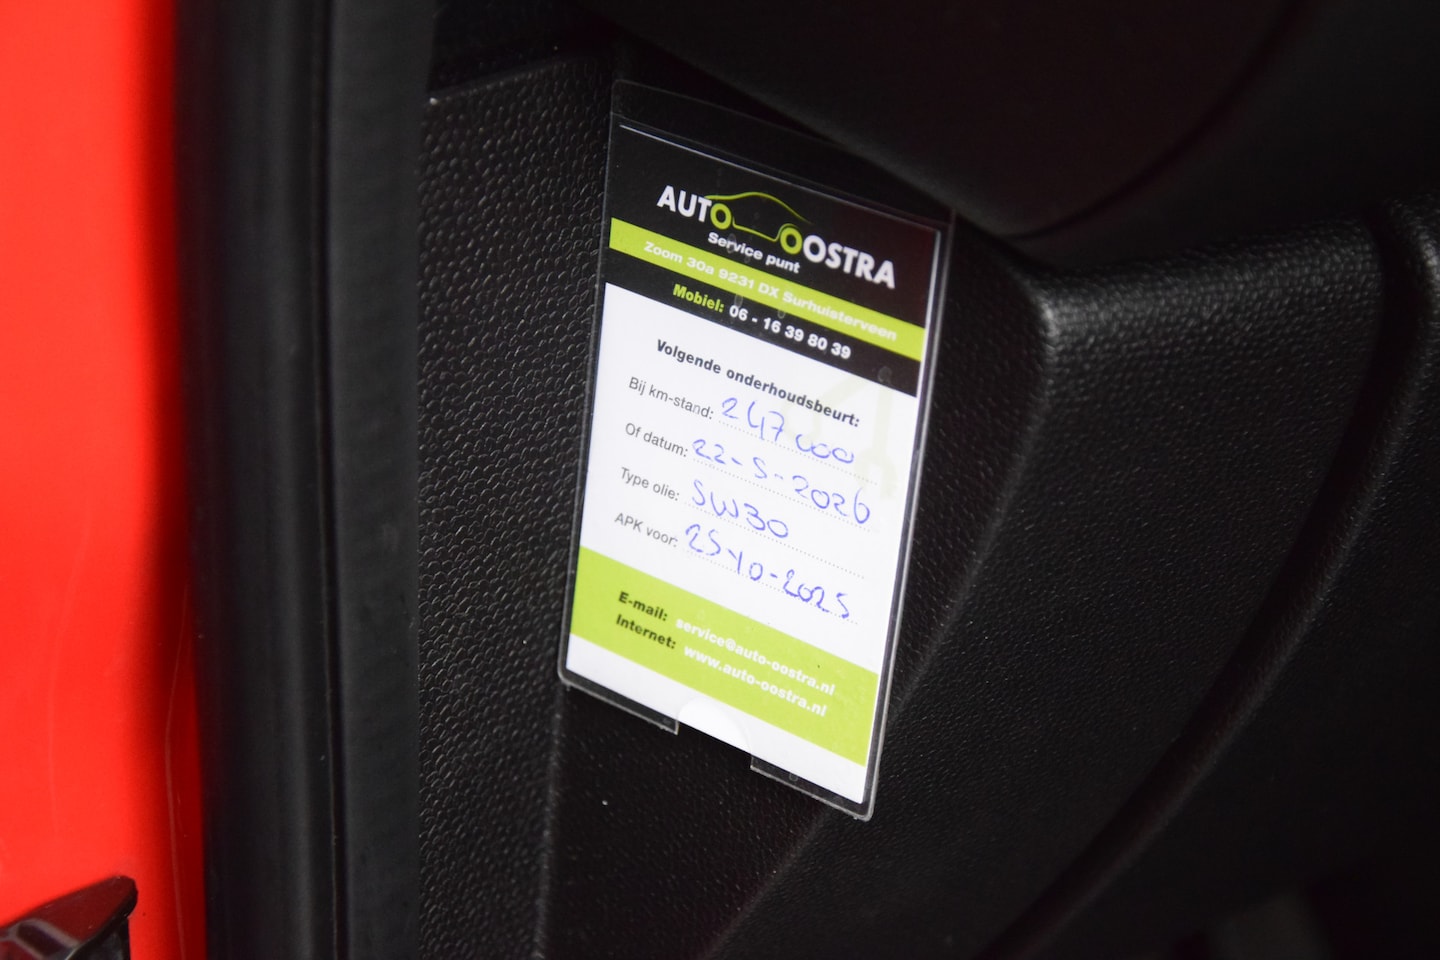 AUTO OOSTRA
Service punt
Zoom 30a 9231 DX Surhuisterveen
Mobiel: 06 - 16 39 80 39
Volgende onderhoudsbeurt:
Bij km-stand: 247000
Of datum: 22-5-2026
Type olie: 5W30
APK voor: 25-10-2025
E-mail: service@auto-oostra.nl
Internet: www.auto-oostra.nl